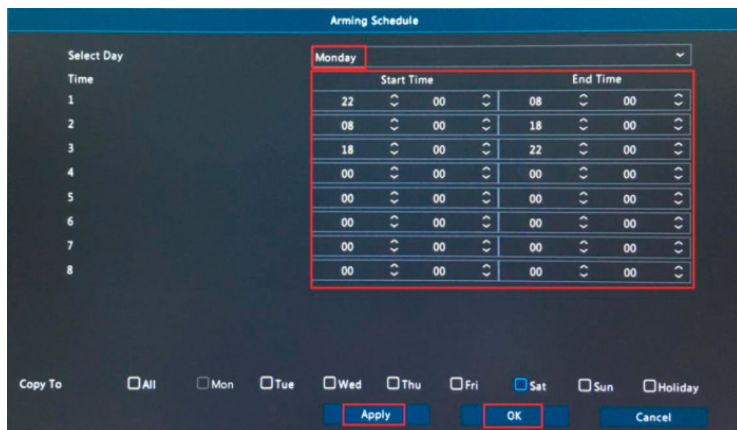 Arming Schedule
Select Day Monday
Time Start Time End Time
1 22 00 08 00
2 08 00 18 00
3 18 00 22 00
4 00 00 00 00
5 00 00 00 00
6 00 00 00 00
7 00 00 00 00
8 00 00 00 00
Copy To All Mon Tue Wed Thu Fri Sat Sun Holiday
Apply OK Cancel